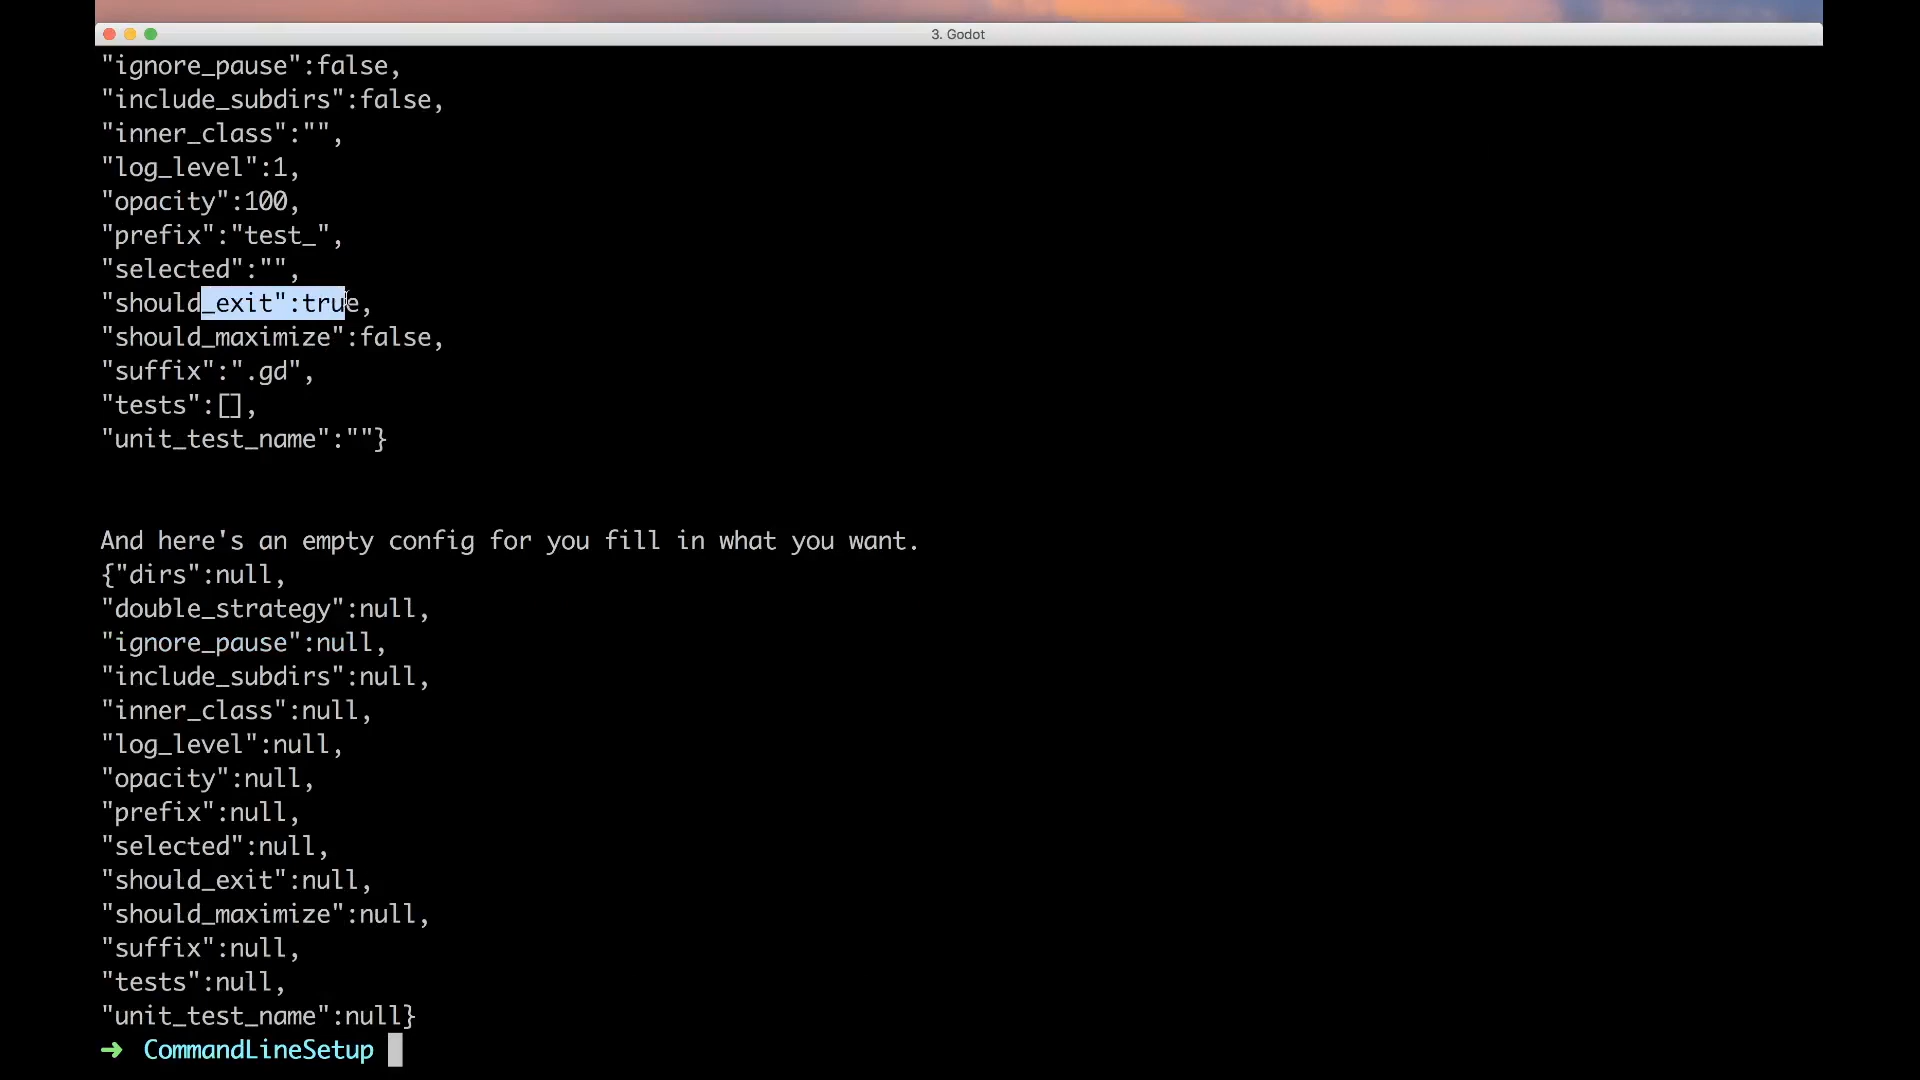 3. Godot
"ignore_pause":false,
"include_subdirs":false,
"inner_class":"",
"log_level":1,
"opacity":100,
"prefix":"test_",
"selected":"",
"should_exit":true,
"should_maximize":false,
"suffix":".gd",
"tests":[],
"unit_test_name":""}
And here's an empty config for you fill in what you want.
{"dirs":null,
"double_strategy":null,
"ignore_pause":null,
"include_subdirs":null,
"inner_class":null,
"log_level":null,
"opacity":null,
"prefix":null,
"selected":null,
"should_exit":null,
"should_maximize":null,
"suffix":null,
"tests":null,
"unit_test_name":null}
➜ CommandLineSetup